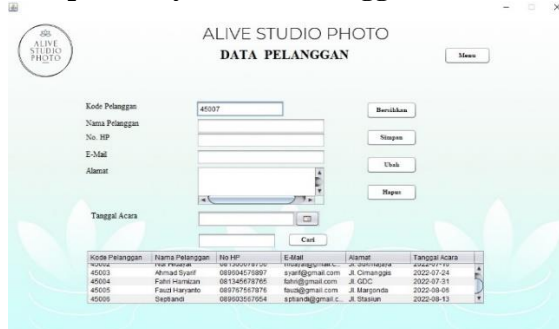 ALIVE
STUDIO
PHOTO
ALIVE STUDIO PHOTO
DATA PELANGGAN
Menu
Kode Pelanggan 45007 Bersihkan
Nama Pelanggan
No. HP Simpan
E-Mail
Ubah
Alamat
Hapus
Tanggal Acara
Cari
Kode Pelanggan Nama Pelanggan No HP E-Mail Alamat Tanggal Acara
45003 Ahmad Syarif 089604576897 syarif@gmail.com Jl. Cimanggis 2022-07-24
45004 Fahri Hamizan 081345678765 fahri@gmail.com Jl. GDC 2022-07-31
45005 Fauzi Haryanto 089767567876 fauzi@gmail.com Jl. Margonda 2022-08-06
45006 Septiandi 089603567654 sptiandi@gmail.c... Jl. Stasiun 2022-08-13